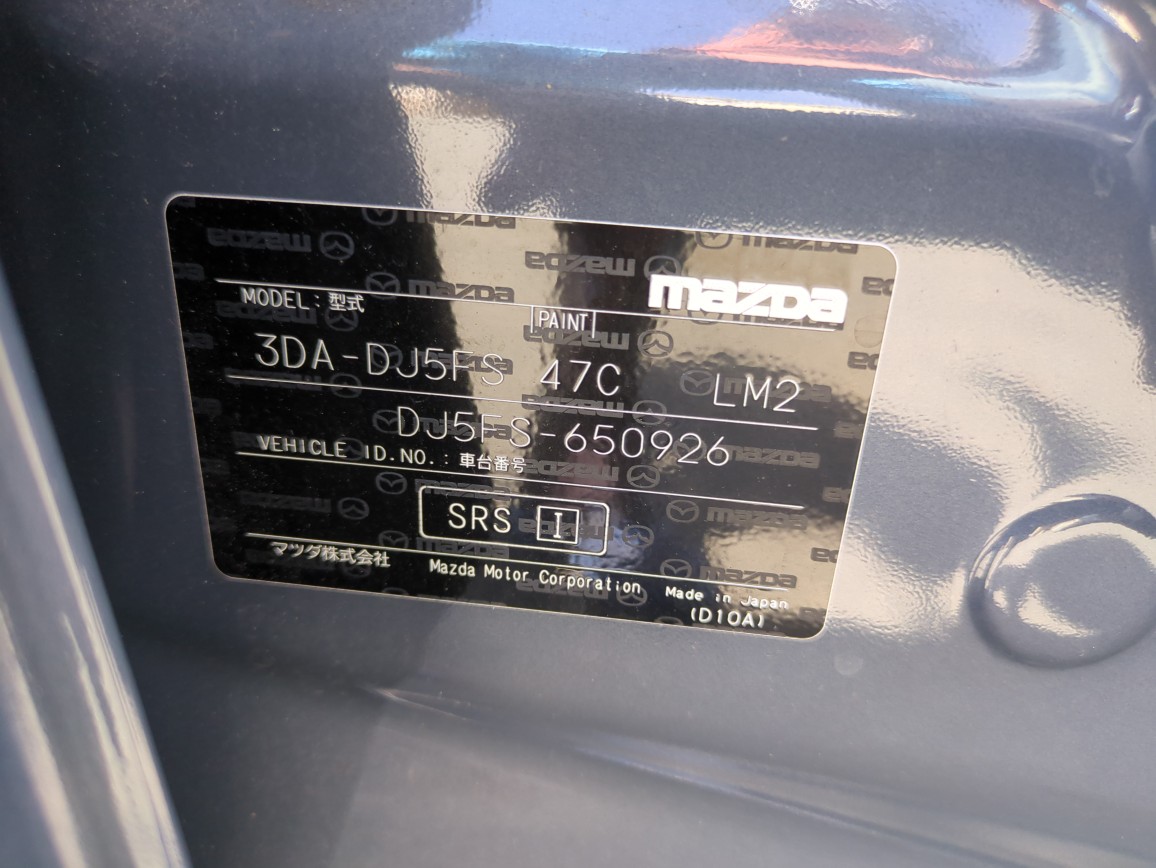 mazda
MODEL : 型式
PAINT
3DA-DJ5FS 47C LM2
DJ5FS-650926
VEHICLE ID.NO. : 車台番号
SRS I
マツダ株式会社 Mazda Motor Corporation Made in Japan
(D10A)